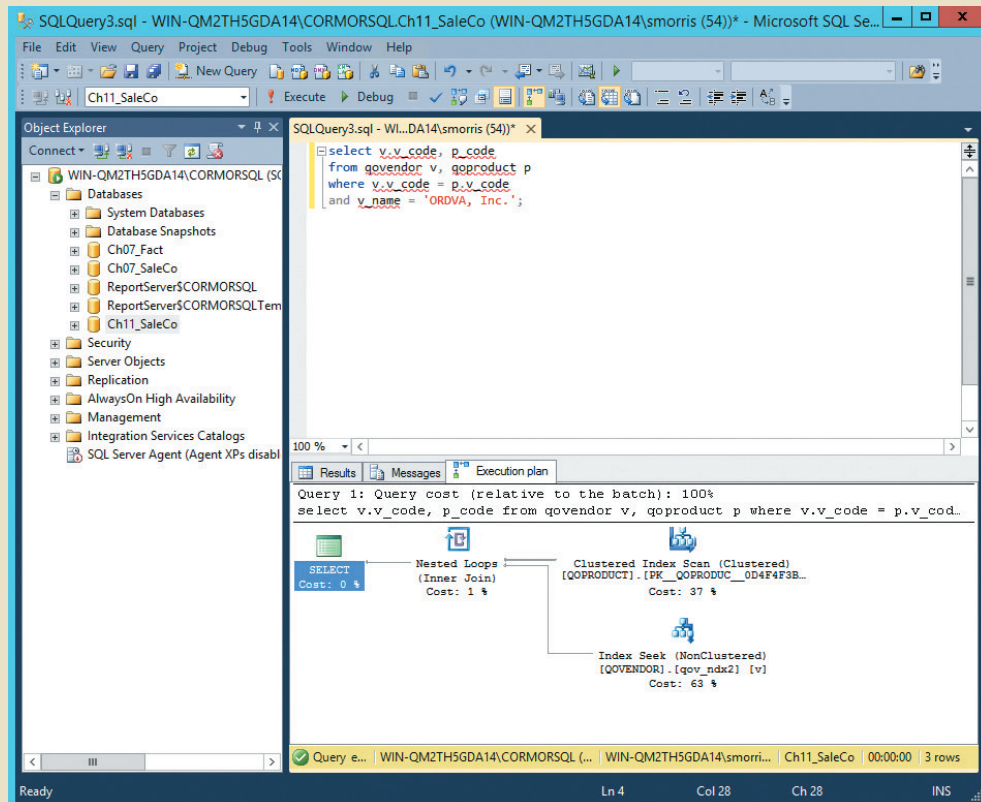 SQLQuery3.sql - WIN-QM2TH5GDA14\CORMORSQL.Ch11_SaleCo (WIN-QM2TH5GDA14\smorris (54))* - Microsoft SQL Se...
File Edit View Query Project Debug Tools Window Help
New Query
Ch11_SaleCo Execute Debug
Object Explorer
Connect
WIN-QM2TH5GDA14\CORMORSQL (SQ
Databases
System Databases
Database Snapshots
Ch07_Fact
Ch07_SaleCo
ReportServer$CORMORSQL
ReportServer$CORMORSQLTem
Ch11_SaleCo
Security
Server Objects
Replication
AlwaysOn High Availability
Management
Integration Services Catalogs
SQL Server Agent (Agent XPs disabl
SQLQuery3.sql - WI...DA14\smorris (54))*
select v.v_code, p_code
from qovendor v, qoproduct p
where v.v_code = p.v_code
and v_name = 'ORDVA, Inc.';
100 %
Results Messages Execution plan
Query 1: Query cost (relative to the batch): 100%
select v.v_code, p_code from qovendor v, qoproduct p where v.v_code = p.v_cod...
SELECT
Cost: 0 %
Nested Loops
(Inner Join)
Cost: 1 %
Clustered Index Scan (Clustered)
[QOPRODUCT].[PK__QOPRODUC__0D4F4F3B...
Cost: 37 %
Index Seek (NonClustered)
[QOVENDOR].[qov_ndx2] [v]
Cost: 63 %
Query e... WIN-QM2TH5GDA14\CORMORSQL (... WIN-QM2TH5GDA14\smorri... Ch11_SaleCo 00:00:00 3 rows
Ready Ln 4 Col 28 Ch 28 INS